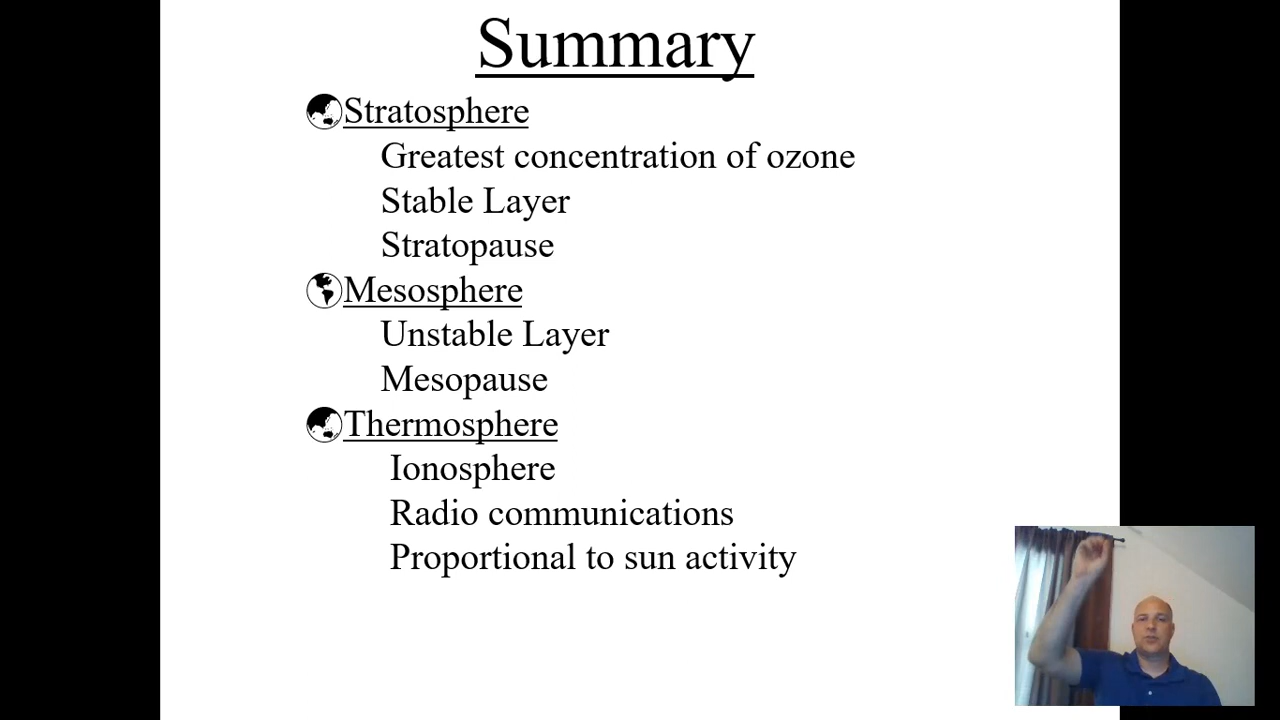 Summary
Stratosphere
Greatest concentration of ozone
Stable Layer
Stratopause
Mesosphere
Unstable Layer
Mesopause
Thermosphere
Ionosphere
Radio communications
Proportional to sun activity